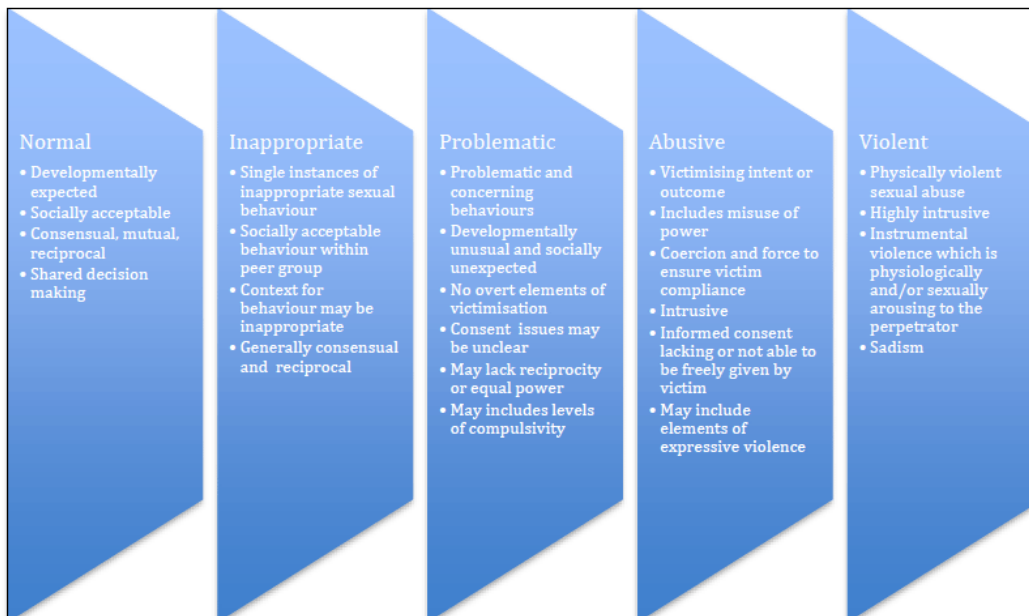 Normal
• Developmentally
expected
• Socially acceptable
• Consensual, mutual,
reciprocal
• Shared decision
making
Inappropriate
• Single instances of
inappropriate sexual
behaviour
• Socially acceptable
behaviour within
peer group
• Context for
behaviour may be
inappropriate
• Generally consensual
and reciprocal
Problematic
• Problematic and
concerning
behaviours
• Developmentally
unusual and socially
unexpected
• No overt elements of
victimisation
• Consent issues may
be unclear
• May lack reciprocity
or equal power
• May includes levels
of compulsivity
Abusive
• Victimising intent or
outcome
• Includes misuse of
power
• Coercion and force to
ensure victim
compliance
• Intrusive
• Informed consent
lacking or not able to
be freely given by
victim
• May include
elements of
expressive violence
Violent
• Physically violent
sexual abuse
• Highly intrusive
• Instrumental
violence which is
physiologically
and/or sexually
arousing to the
perpetrator
• Sadism